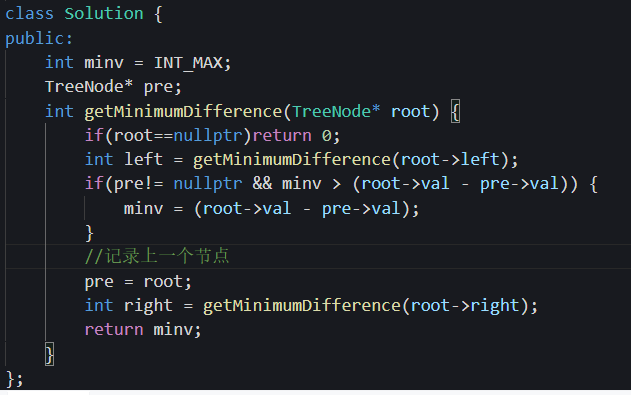 class Solution {
public:
    int minv = INT_MAX;
    TreeNode* pre;
    int getMinimumDifference(TreeNode* root) {
        if(root==nullptr)return 0;
        int left = getMinimumDifference(root->left);
        if(pre!= nullptr && minv > (root->val - pre->val)) {
            minv = (root->val - pre->val);
        }
        //记录上一个节点
        pre = root;
        int right = getMinimumDifference(root->right);
        return minv;
    }
};